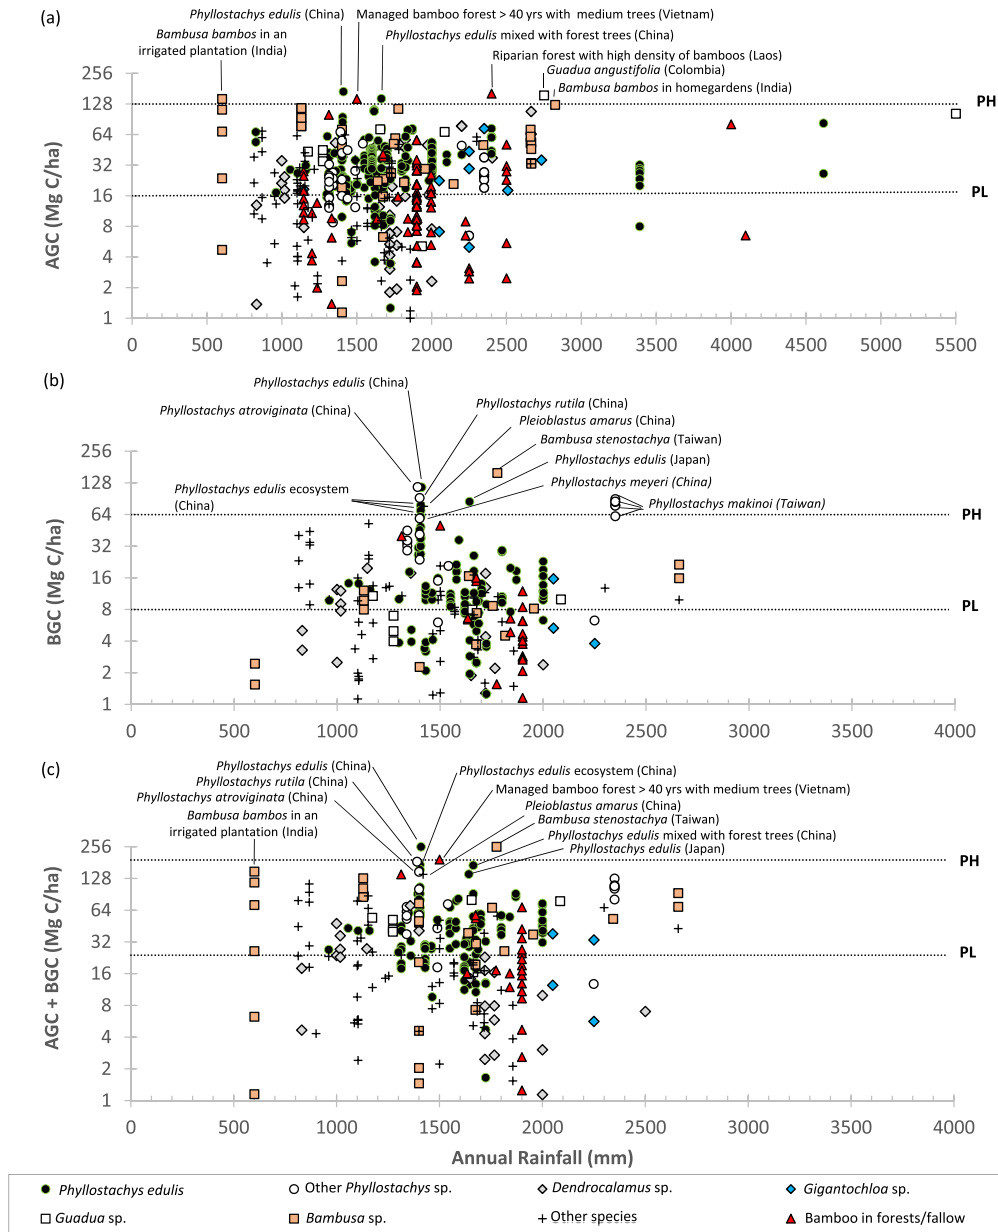 (a)
Phyllostachys edulis (China)
Managed bamboo forest > 40 yrs with medium trees (Vietnam)
Bambusa bambos in an
irrigated plantation (India)
Phyllostachys edulis mixed with forest trees (China)
Riparian forest with high density of bamboos (Laos)
Guadua angustifolia (Colombia)
Bambusa bambos in homegardens (India)
AGC (Mg C/ha)
256
128
64
32
16
8
4
2
1
PH
PL
0 500 1000 1500 2000 2500 3000 3500 4000 4500 5000 5500
(b)
Phyllostachys edulis (China)
Phyllostachys atroviginata (China)
Phyllostachys rutila (China)
Pleioblastus amarus (China)
Bambusa stenostachya (Taiwan)
Phyllostachys edulis (Japan)
Phyllostachys meyeri (China)
Phyllostachys edulis ecosystem
(China)
Phyllostachys makinoi (Taiwan)
BGC (Mg C/ha)
256
128
64
32
16
8
4
2
1
PH
PL
0 500 1000 1500 2000 2500 3000 3500 4000
(c)
Phyllostachys edulis (China)
Phyllostachys rutila (China)
Phyllostachys atroviginata (China)
Bambusa bambos in an
irrigated plantation (India)
Phyllostachys edulis ecosystem (China)
Managed bamboo forest > 40 yrs with medium trees (Vietnam)
Pleioblastus amarus (China)
Bambusa stenostachya (Taiwan)
Phyllostachys edulis mixed with forest trees (China)
Phyllostachys edulis (Japan)
AGC + BGC (Mg C/ha)
256
128
64
32
16
8
4
2
1
PH
PL
0 500 1000 1500 2000 2500 3000 3500 4000
Annual Rainfall (mm)
Phyllostachys edulis
Other Phyllostachys sp.
Dendrocalamus sp.
Gigantochloa sp.
Guadua sp.
Bambusa sp.
Other species
Bamboo in forests/fallow